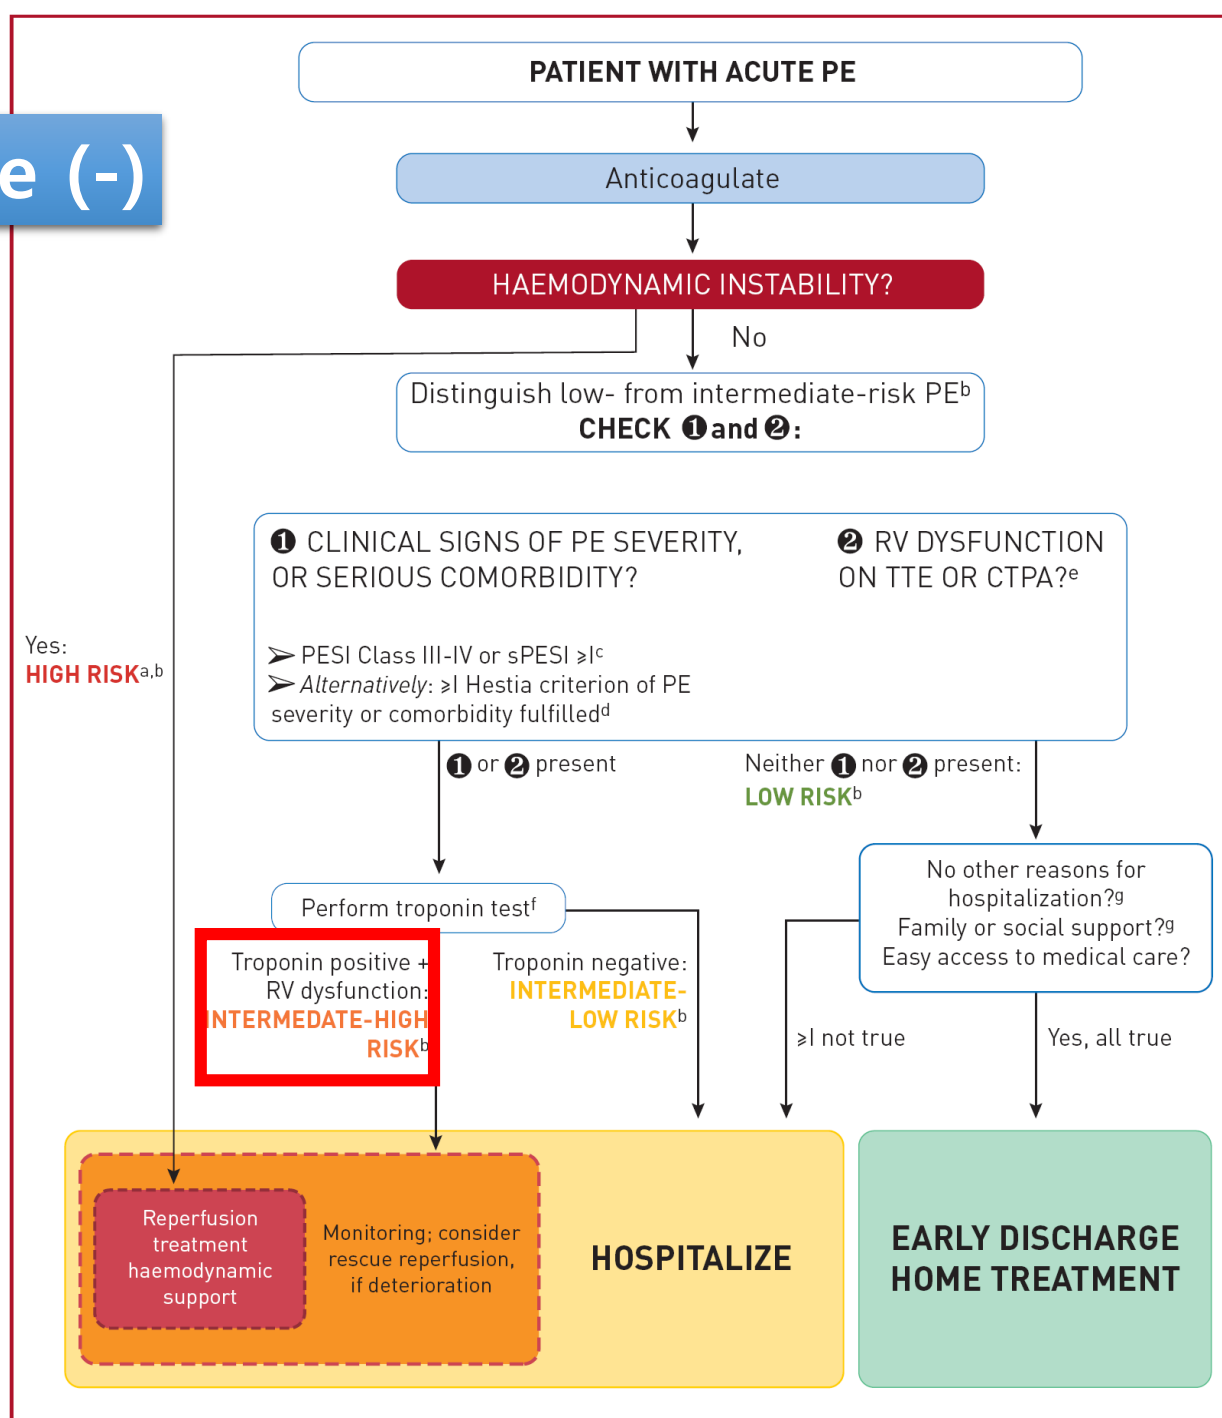 PATIENT WITH ACUTE PE
e (-)
Anticoagulate
HAEMODYNAMIC INSTABILITY?
No
Distinguish low- from intermediate-risk PEᵇ
CHECK ❶ and ❷:
❶ CLINICAL SIGNS OF PE SEVERITY,
OR SERIOUS COMORBIDITY?
❷ RV DYSFUNCTION
ON TTE OR CTPA?ᵉ
➢ PESI Class III-IV or sPESI ⩾Iᶜ
➢ Alternatively: ⩾I Hestia criterion of PE
severity or comorbidity fulfilledᵈ
Yes:
HIGH RISKᵃ,ᵇ
❶ or ❷ present
Neither ❶ nor ❷ present:
LOW RISKᵇ
Perform troponin testᶠ
No other reasons for
hospitalization?ᵍ
Family or social support?ᵍ
Easy access to medical care?
Troponin positive +
RV dysfunction:
INTERMEDATE-HIGH
RISKᵇ
Troponin negative:
INTERMEDIATE-
LOW RISKᵇ
⩾I not true
Yes, all true
Reperfusion
treatment
haemodynamic
support
Monitoring; consider
rescue reperfusion,
if deterioration
HOSPITALIZE
EARLY DISCHARGE
HOME TREATMENT